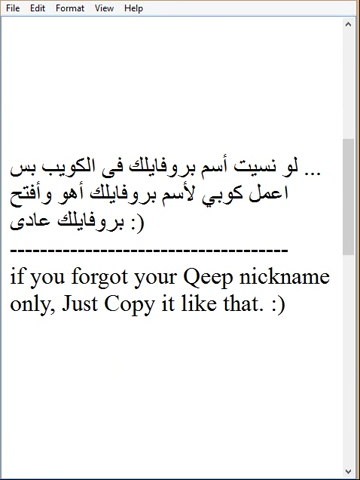 File Edit Format View Help
لو نسيت أسم بروفايلك فى الكويب بس ...
اعمل كوبي لأسم بروفايلك أهو وأفتح
بروفايلك عادى :)
-------------------------------------
if you forgot your Qeep nickname
only, Just Copy it like that. :)